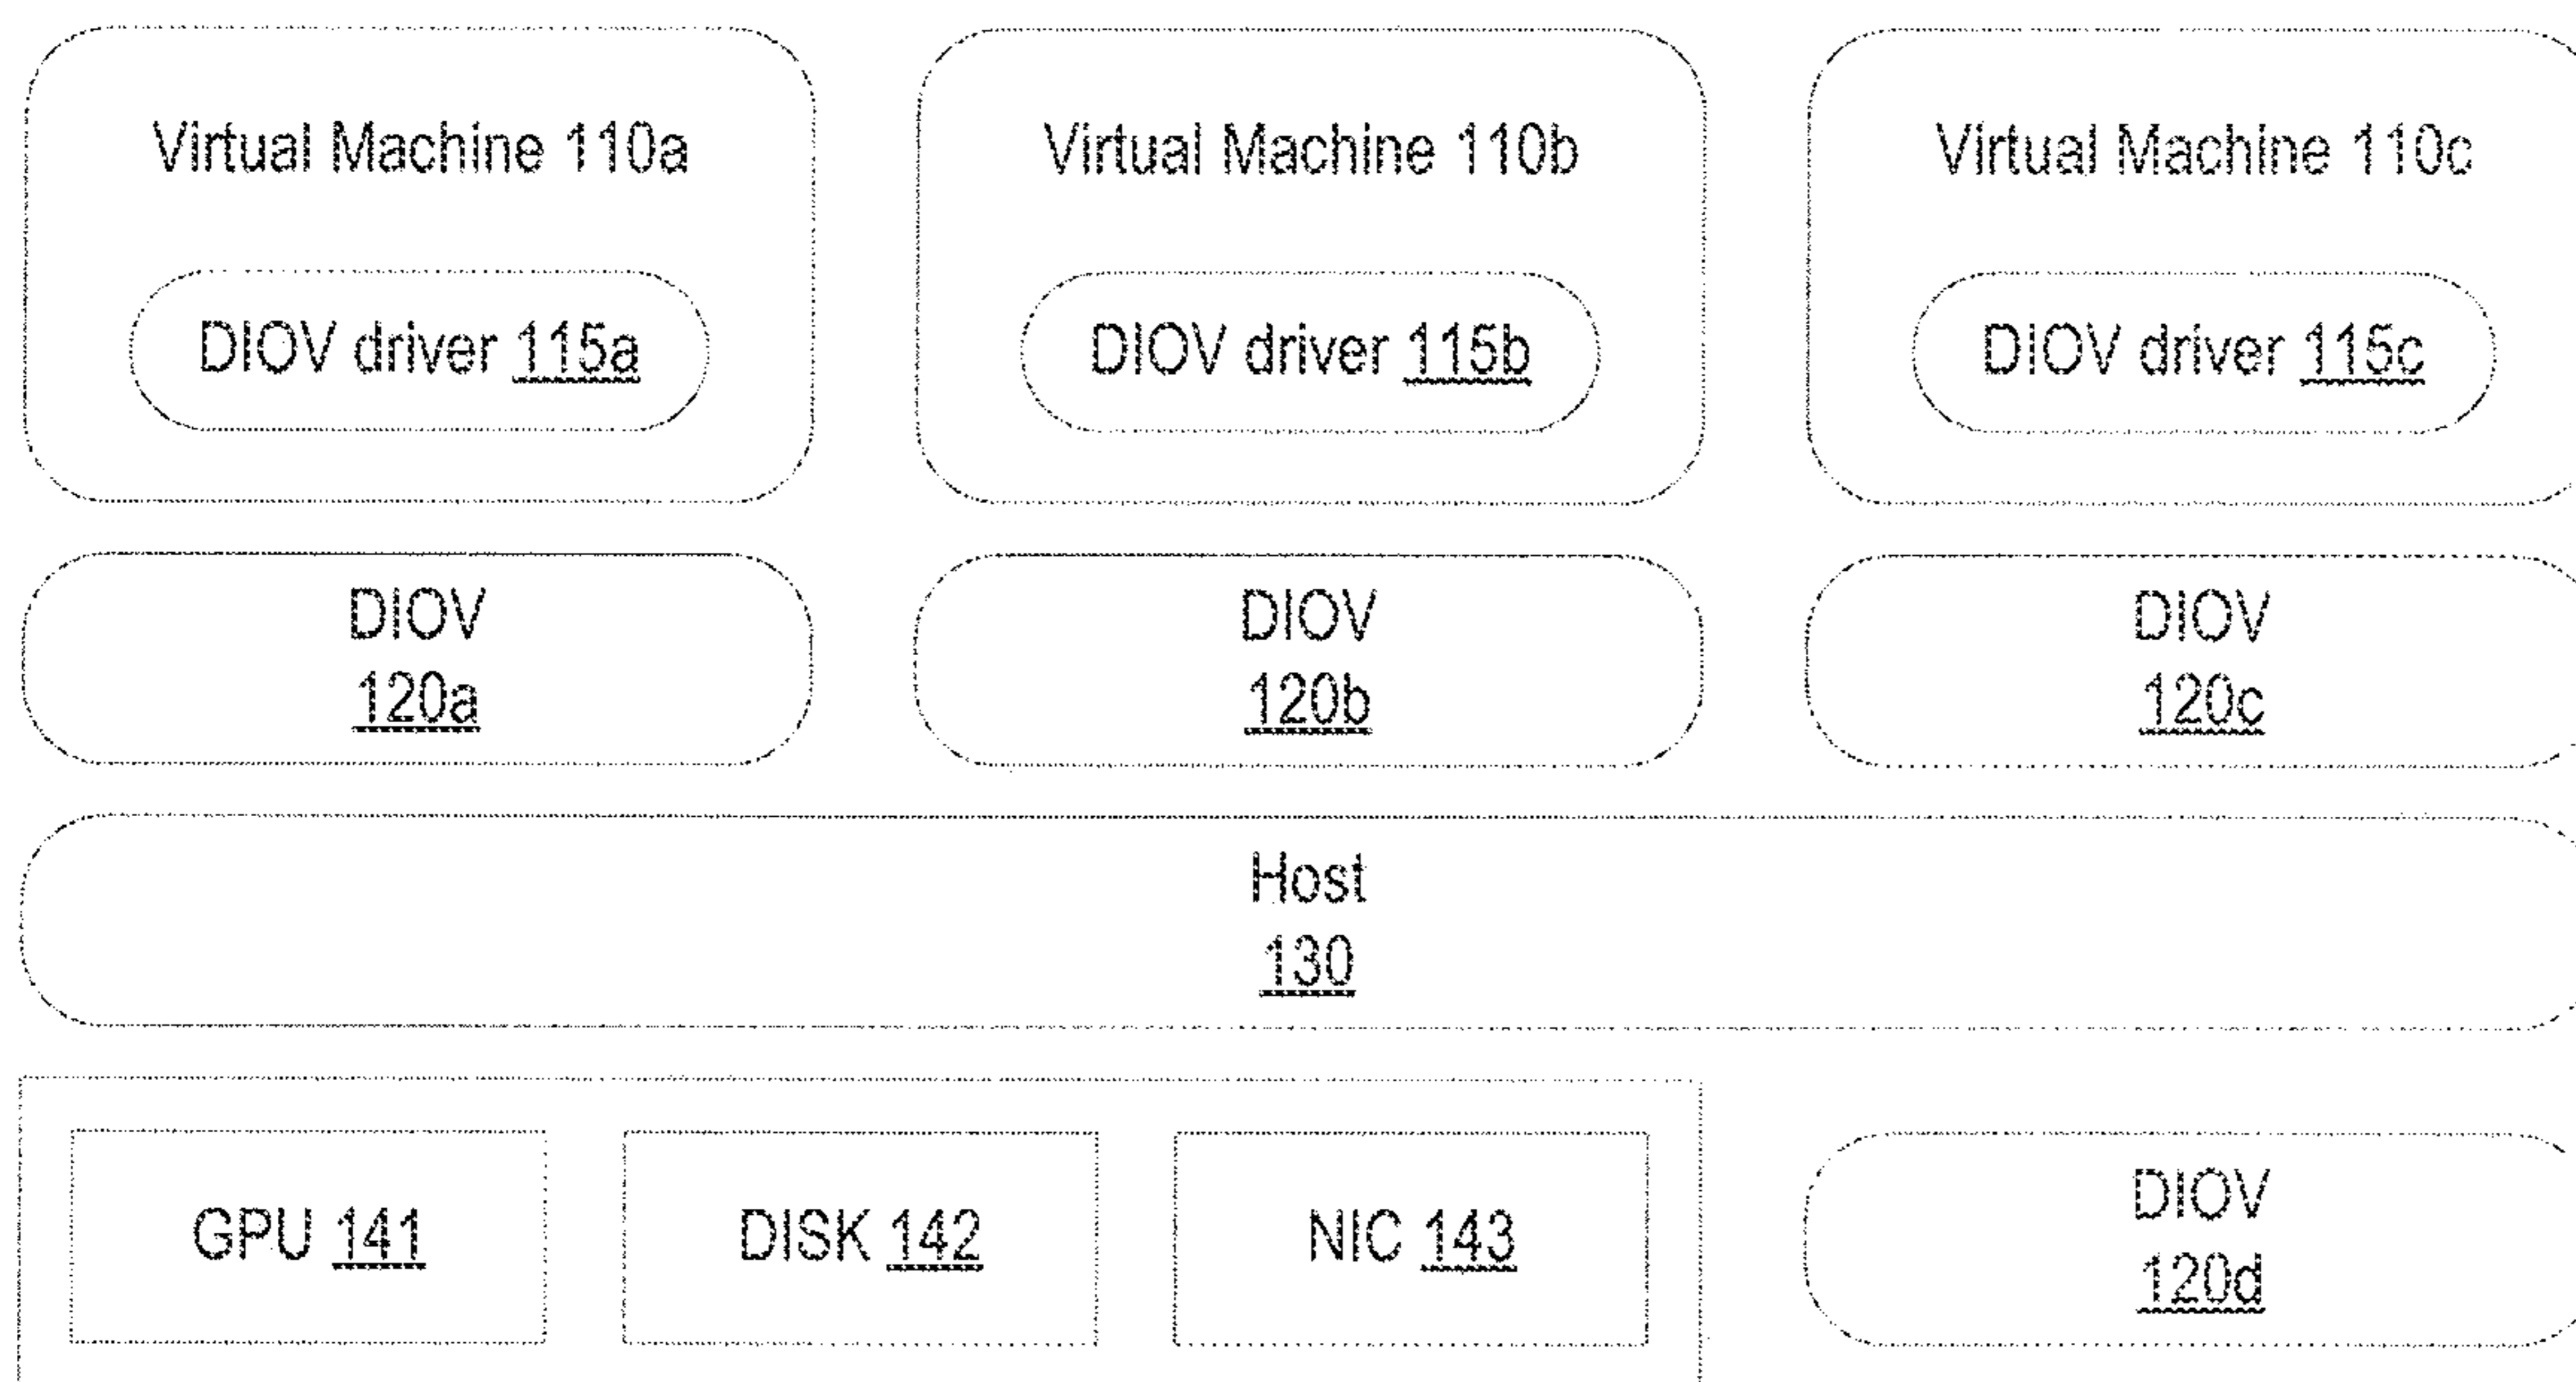 Virtual Machine 110a
Virtual Machine 110b
Virtual Machine 110c
DIOV driver 115a
DIOV driver 115b
DIOV driver 115c
DIOV
120a
DIOV
120b
DIOV
120c
Host
130
GPU 141
DISK 142
NIC 143
DIOV
120d